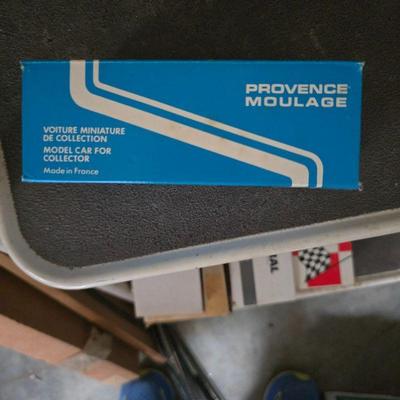 PROVENCE
MOULAGE
VOITURE MINIATURE
DE COLLECTION
MODEL CAR FOR
COLLECTOR
Made in France